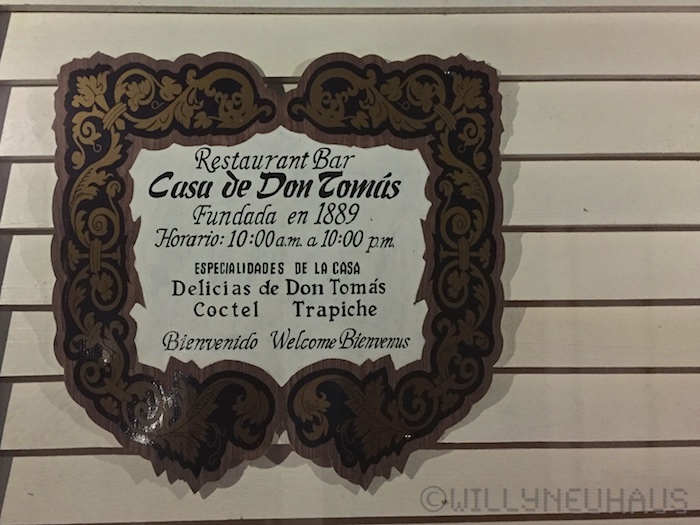 Restaurant Bar
Casa de Don Tomás
Fundada en 1889
Horario: 10:00 a.m. a 10:00 p.m.
ESPECIALIDADES DE LA CASA
Delicias de Don Tomás
Coctel Trapiche
Bienvenido Welcome Bienvenus
©WILLYNEUHAUS